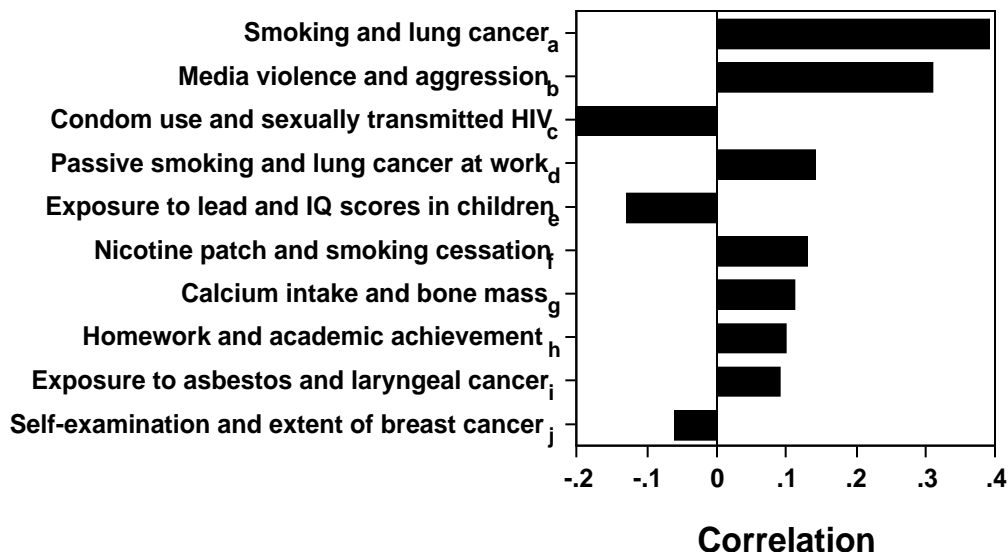 Smoking and lung cancer a
Media violence and aggression b
Condom use and sexually transmitted HIV c
Passive smoking and lung cancer at work d
Exposure to lead and IQ scores in children e
Nicotine patch and smoking cessation f
Calcium intake and bone mass g
Homework and academic achievement h
Exposure to asbestos and laryngeal cancer i
Self-examination and extent of breast cancer j
-.2 -.1 0 .1 .2 .3 .4
Correlation